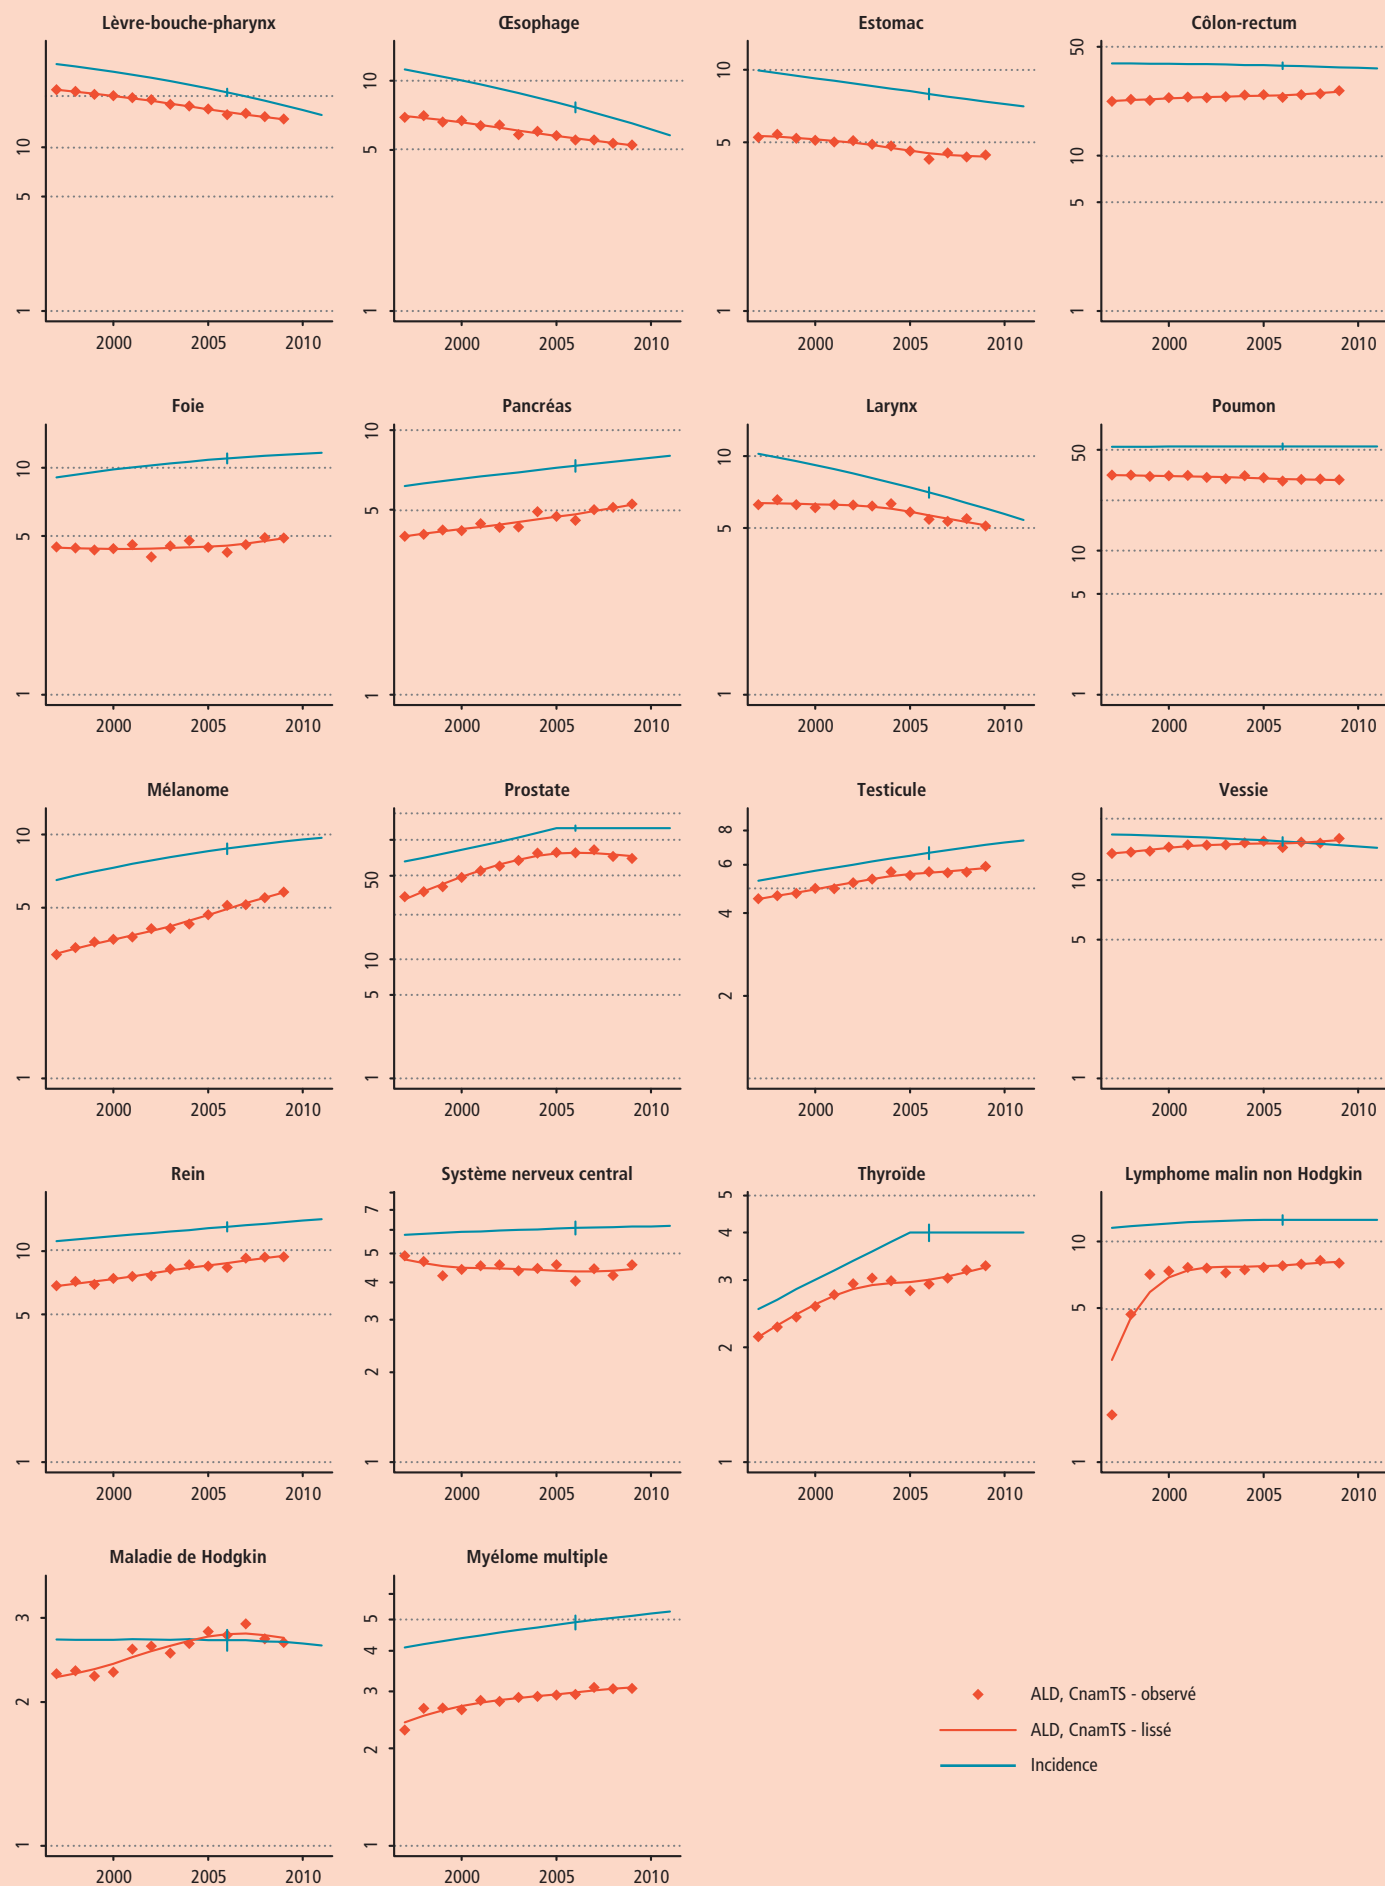 Lèvre-bouche-pharynx
10
5
1
2000 2005 2010
Œsophage
10
5
1
2000 2005 2010
Estomac
10
5
1
2000 2005 2010
Côlon-rectum
50
10
5
1
2000 2005 2010
Foie
10
5
1
2000 2005 2010
Pancréas
10
5
1
2000 2005 2010
Larynx
10
5
1
2000 2005 2010
Poumon
50
10
5
1
2000 2005 2010
Mélanome
10
5
1
2000 2005 2010
Prostate
50
10
5
1
2000 2005 2010
Testicule
8
6
4
2
2000 2005 2010
Vessie
10
5
1
2000 2005 2010
Rein
10
5
1
2000 2005 2010
Système nerveux central
7
5
4
3
2
1
2000 2005 2010
Thyroïde
5
4
3
2
1
2000 2005 2010
Lymphome malin non Hodgkin
10
5
1
2000 2005 2010
Maladie de Hodgkin
3
2
1
2000 2005 2010
Myélome multiple
5
4
3
2
1
2000 2005 2010
ALD, CnamTS - observé
ALD, CnamTS - lissé
Incidence